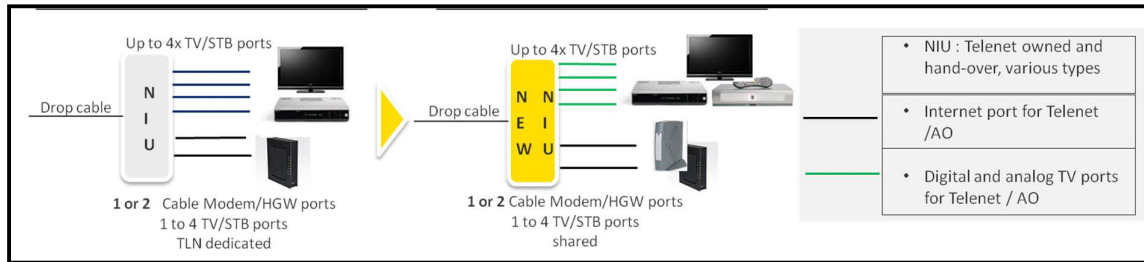 Up to 4x TV/STB ports
N
I
U
Drop cable
1 or 2 Cable Modem/HGW ports
1 to 4 TV/STB ports
TLN dedicated
Up to 4x TV/STB ports
N N
E I
W U
Drop cable
1 or 2 Cable Modem/HGW ports
1 to 4 TV/STB ports
shared
• NIU : Telenet owned and
hand-over, various types
• Internet port for Telenet
/AO
• Digital and analog TV ports
for Telenet / AO